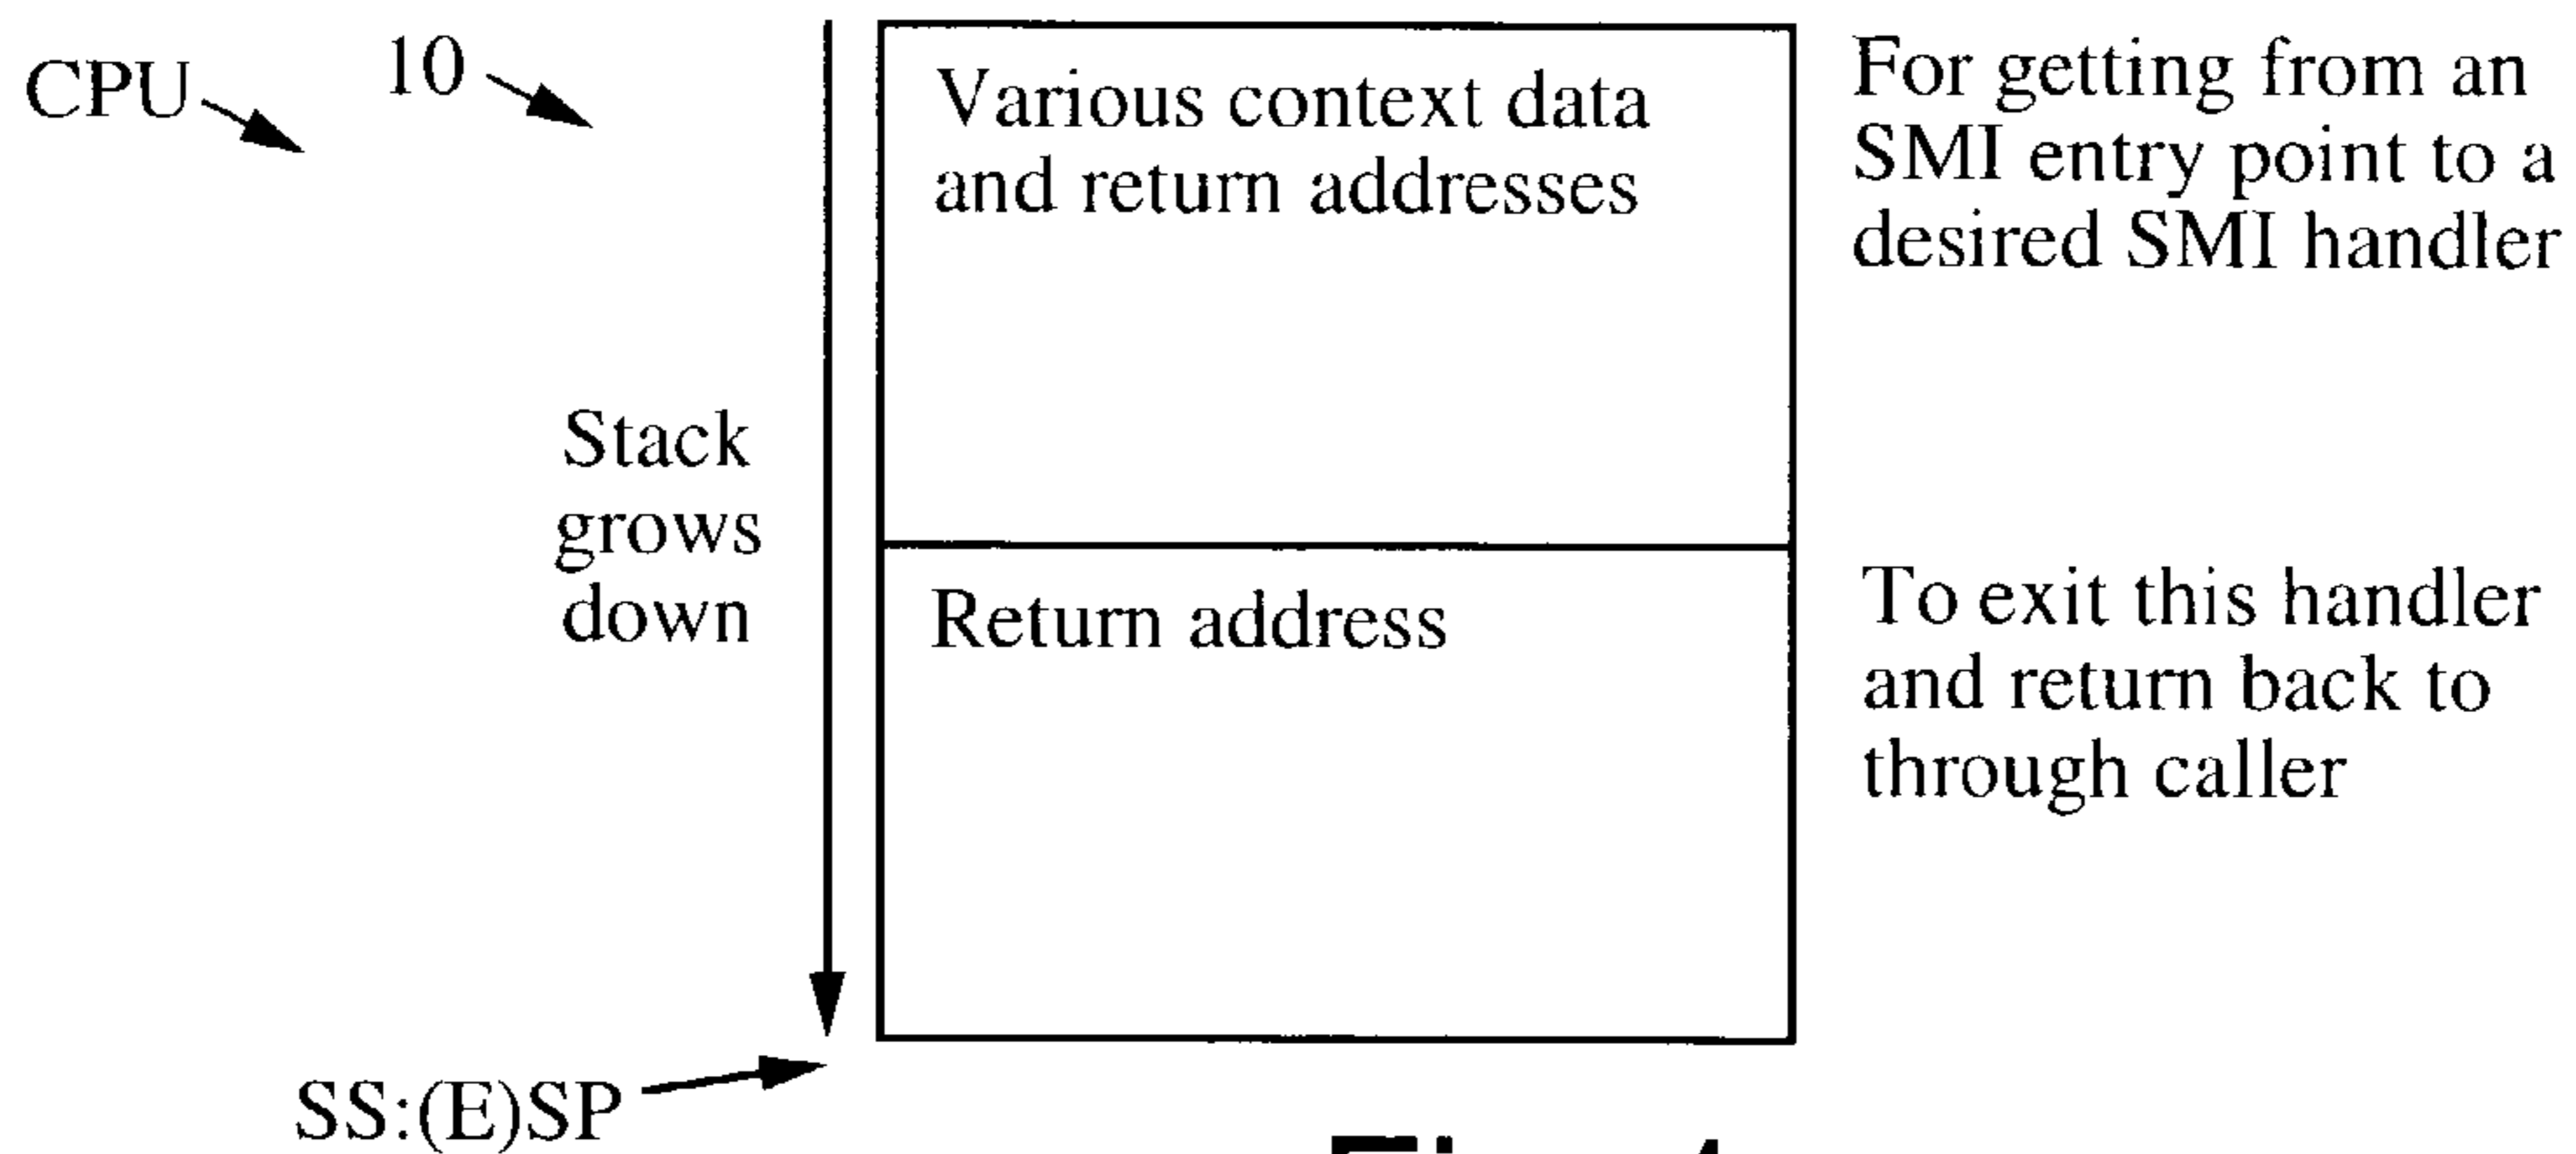 CPU
10
Various context data
and return addresses
For getting from an
SMI entry point to a
desired SMI handler
Stack
grows
down
Return address
To exit this handler
and return back to
through caller
SS:(E)SP